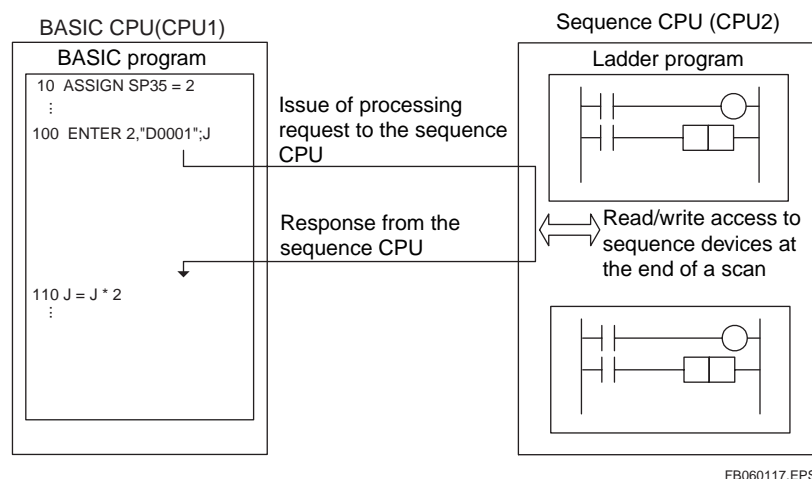 BASIC CPU(CPU1)
BASIC program
10 ASSIGN SP35 = 2
⋮
100 ENTER 2,"D0001";J
110 J = J * 2
⋮
Issue of processing
request to the sequence
CPU
Response from the
sequence CPU
Sequence CPU (CPU2)
Ladder program
Read/write access to
sequence devices at
the end of a scan
FB060117.EPS